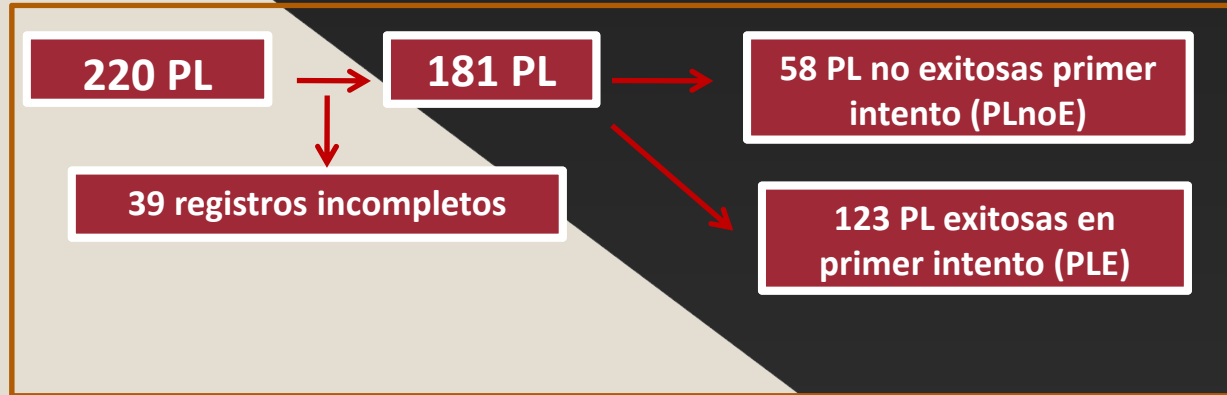 220 PL
181 PL
58 PL no exitosas primer
intento (PLnoE)
39 registros incompletos
123 PL exitosas en
primer intento (PLE)